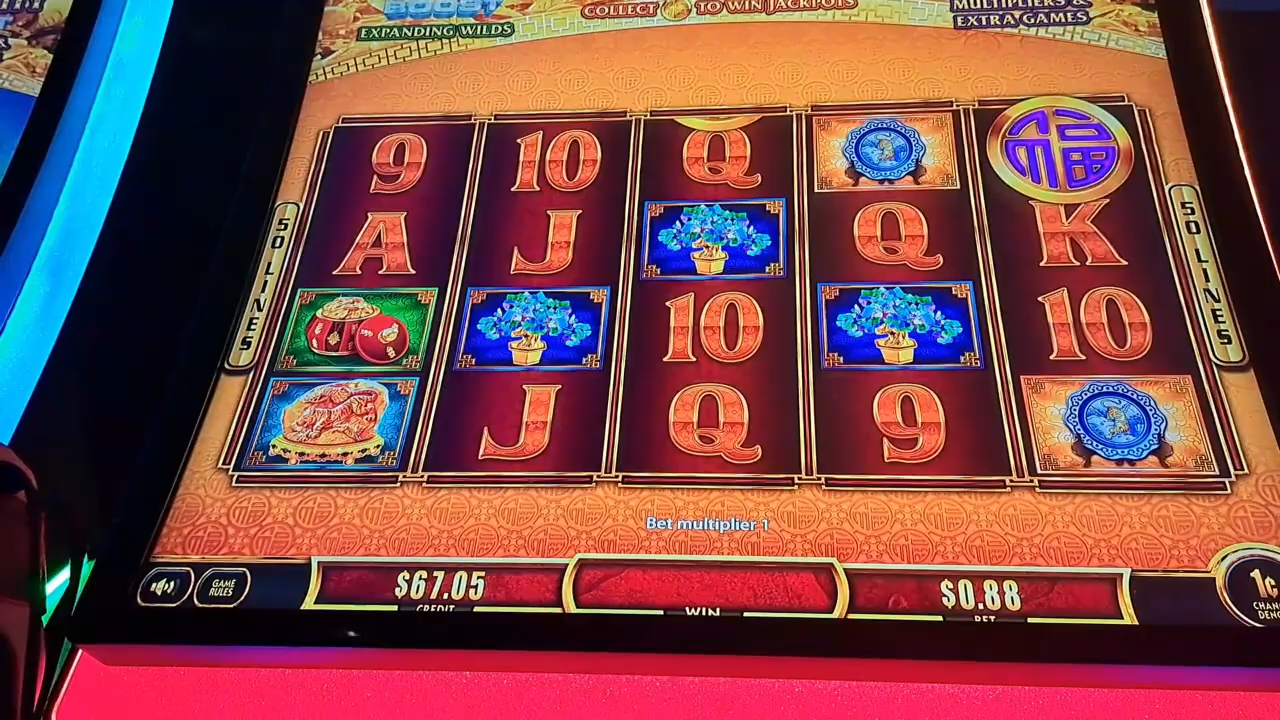 BOOST
EXPANDING WILDS
COLLECT TO WIN JACKPOTS
MULTIPLIERS &
EXTRA GAMES
9 10 Q 福
A J Q K
10 10
J Q 9
50 LINES
50 LINES
Bet multiplier 1
GAME
RULES
$67.05
CREDIT
WIN
$0.88
BET
1¢